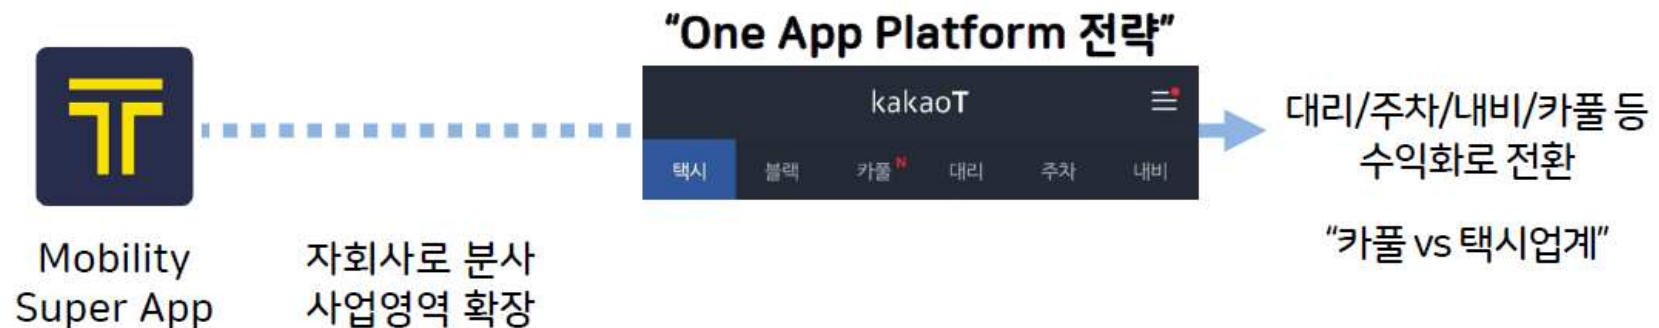 “One App Platform 전략”
kakaoT
택시 블랙 카풀 N 대리 주차 내비
대리/주차/내비/카풀 등
수익화로 전환
“카풀 vs 택시업계”
T
Mobility
Super App
자회사로 분사
사업영역 확장